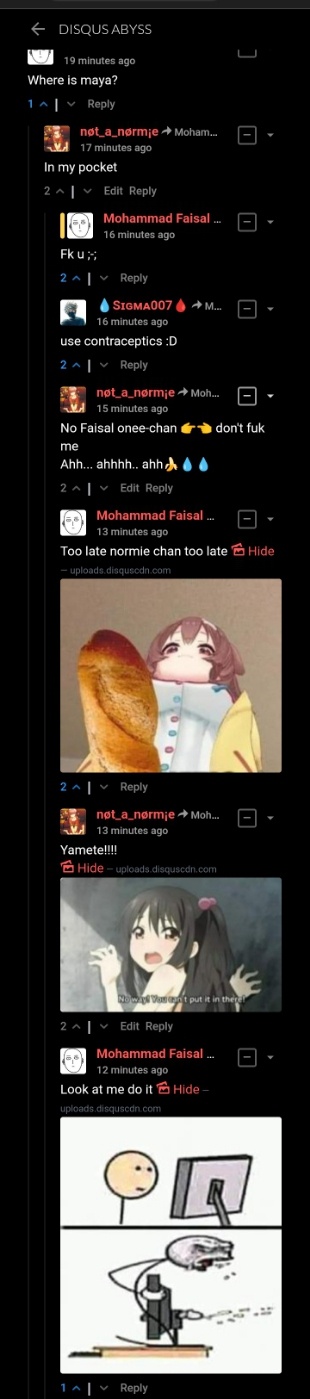 DISQUS ABYSS
19 minutes ago
Where is maya?
1 Reply
nøt_a_nørm¡e Moham...
17 minutes ago
In my pocket
2 Edit Reply
Mohammad Faisal ...
16 minutes ago
Fk u ;-;
2 Reply
💧Sɪɢᴍᴀ007🩸 M...
16 minutes ago
use contraceptics :D
2 Reply
nøt_a_nørm¡e Moh...
15 minutes ago
No Faisal onee-chan 👉👈 don't fuk
me
Ahh... ahhhh.. ahh🍌💧💧
2 Edit Reply
Mohammad Faisal ...
13 minutes ago
Too late normie chan too late Hide
– uploads.disquscdn.com
2 Reply
nøt_a_nørm¡e Moh...
13 minutes ago
Yamete!!!!
Hide – uploads.disquscdn.com
No way! You can't put it in there!
2 Edit Reply
Mohammad Faisal ...
12 minutes ago
Look at me do it Hide –
uploads.disquscdn.com
1 Reply